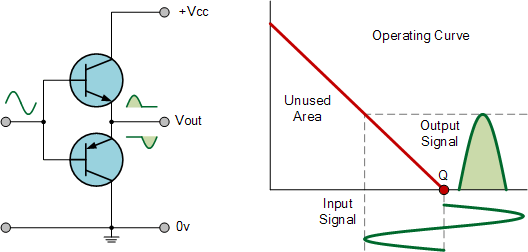 +Vcc
Vout
0v
Operating Curve
Unused
Area
Output
Signal
Q
Input
Signal